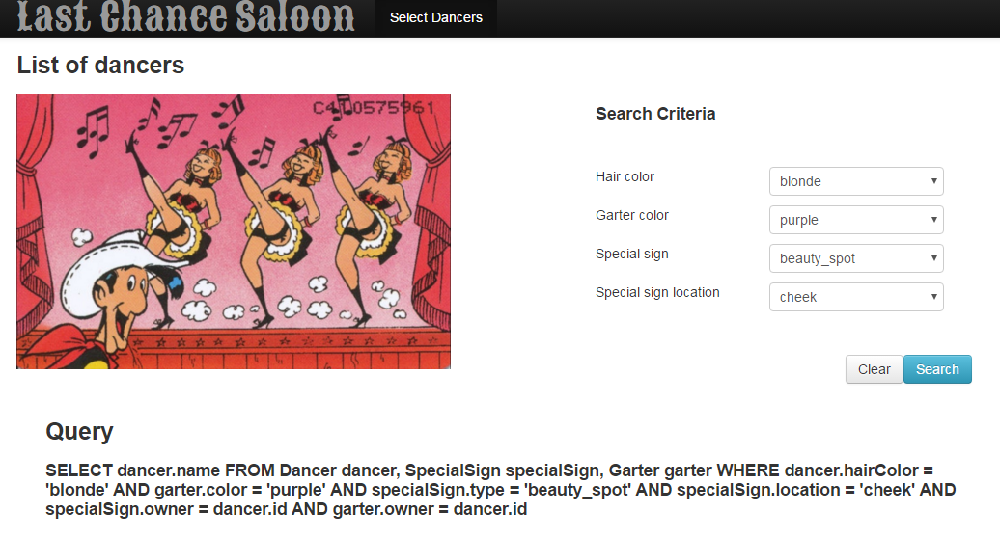 Last Chance Saloon
Select Dancers
List of dancers
C410575961
Search Criteria
Hair color
blonde
Garter color
purple
Special sign
beauty_spot
Special sign location
cheek
Clear
Search
Query
SELECT dancer.name FROM Dancer dancer, SpecialSign specialSign, Garter garter WHERE dancer.hairColor =
'blonde' AND garter.color = 'purple' AND specialSign.type = 'beauty_spot' AND specialSign.location = 'cheek' AND
specialSign.owner = dancer.id AND garter.owner = dancer.id